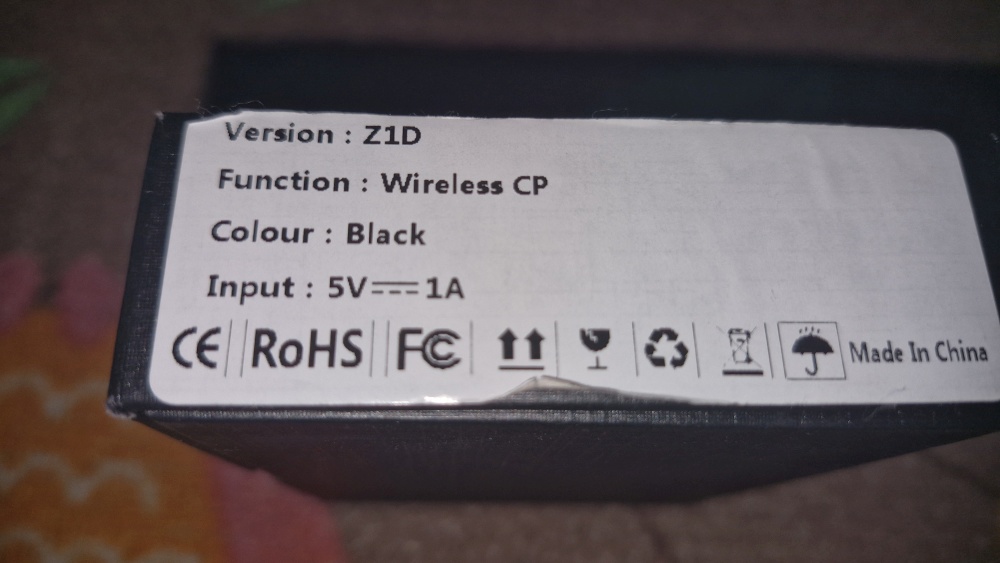 Version : Z1D
Function : Wireless CP
Colour : Black
Input : 5V⎓1A
CE RoHS FC Made In China